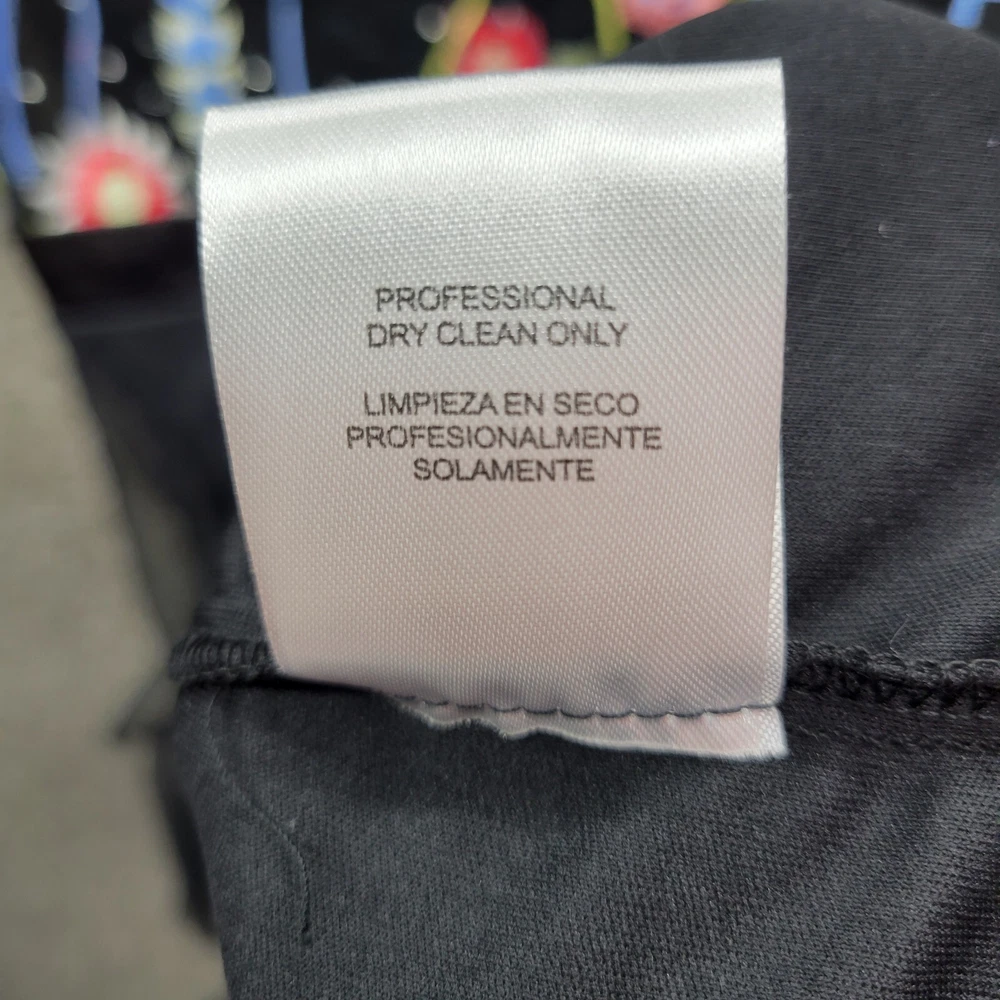 PROFESSIONAL
DRY CLEAN ONLY
LIMPIEZA EN SECO
PROFESIONALMENTE
SOLAMENTE